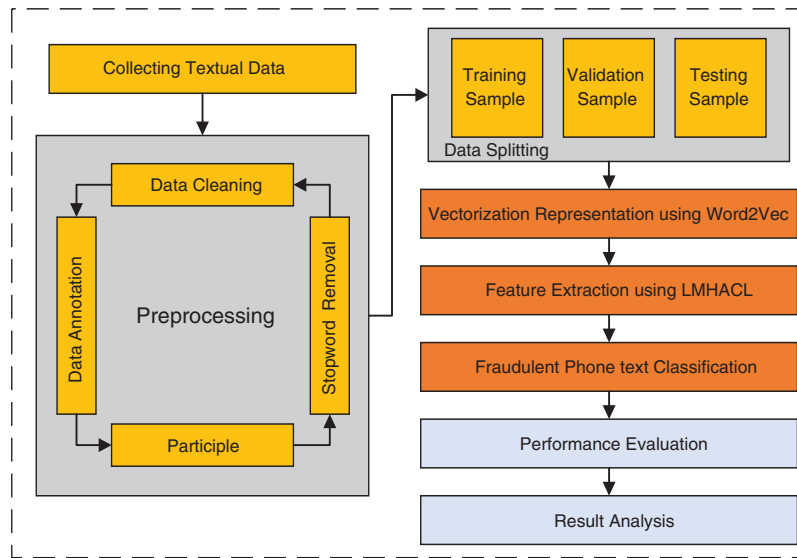 Collecting Textual Data
Data Cleaning
Data Annotation
Preprocessing
Stopword Removal
Participle
Training
Sample
Validation
Sample
Testing
Sample
Data Splitting
Vectorization Representation using Word2Vec
Feature Extraction using LMHACL
Fraudulent Phone text Classification
Performance Evaluation
Result Analysis